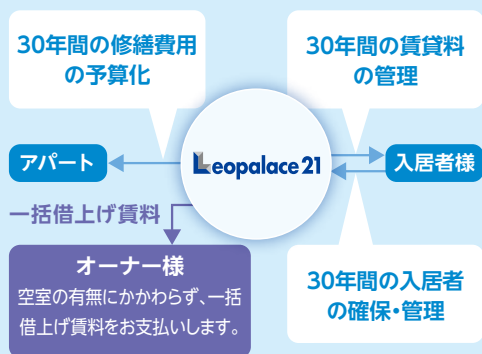 30年間の修繕費用
の予算化
30年間の賃貸料
の管理
アパート
Leopalace21
入居者様
一括借上げ賃料
オーナー様
空室の有無にかかわらず、一括
借上げ賃料をお支払いします。
30年間の入居者
の確保・管理